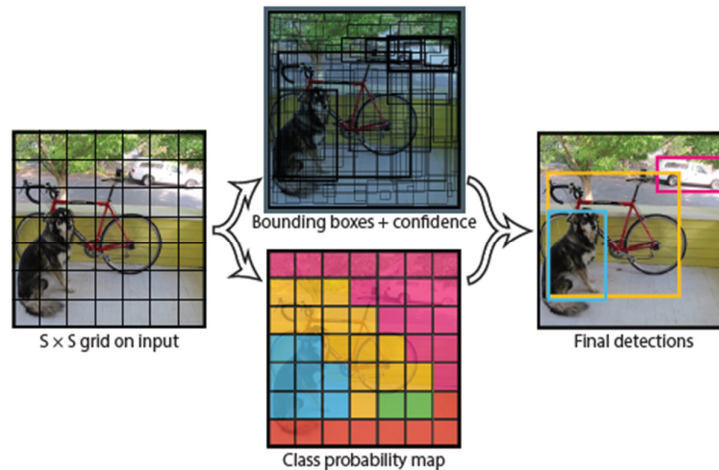 Bounding boxes + confidence
S × S grid on input
Final detections
Class probability map